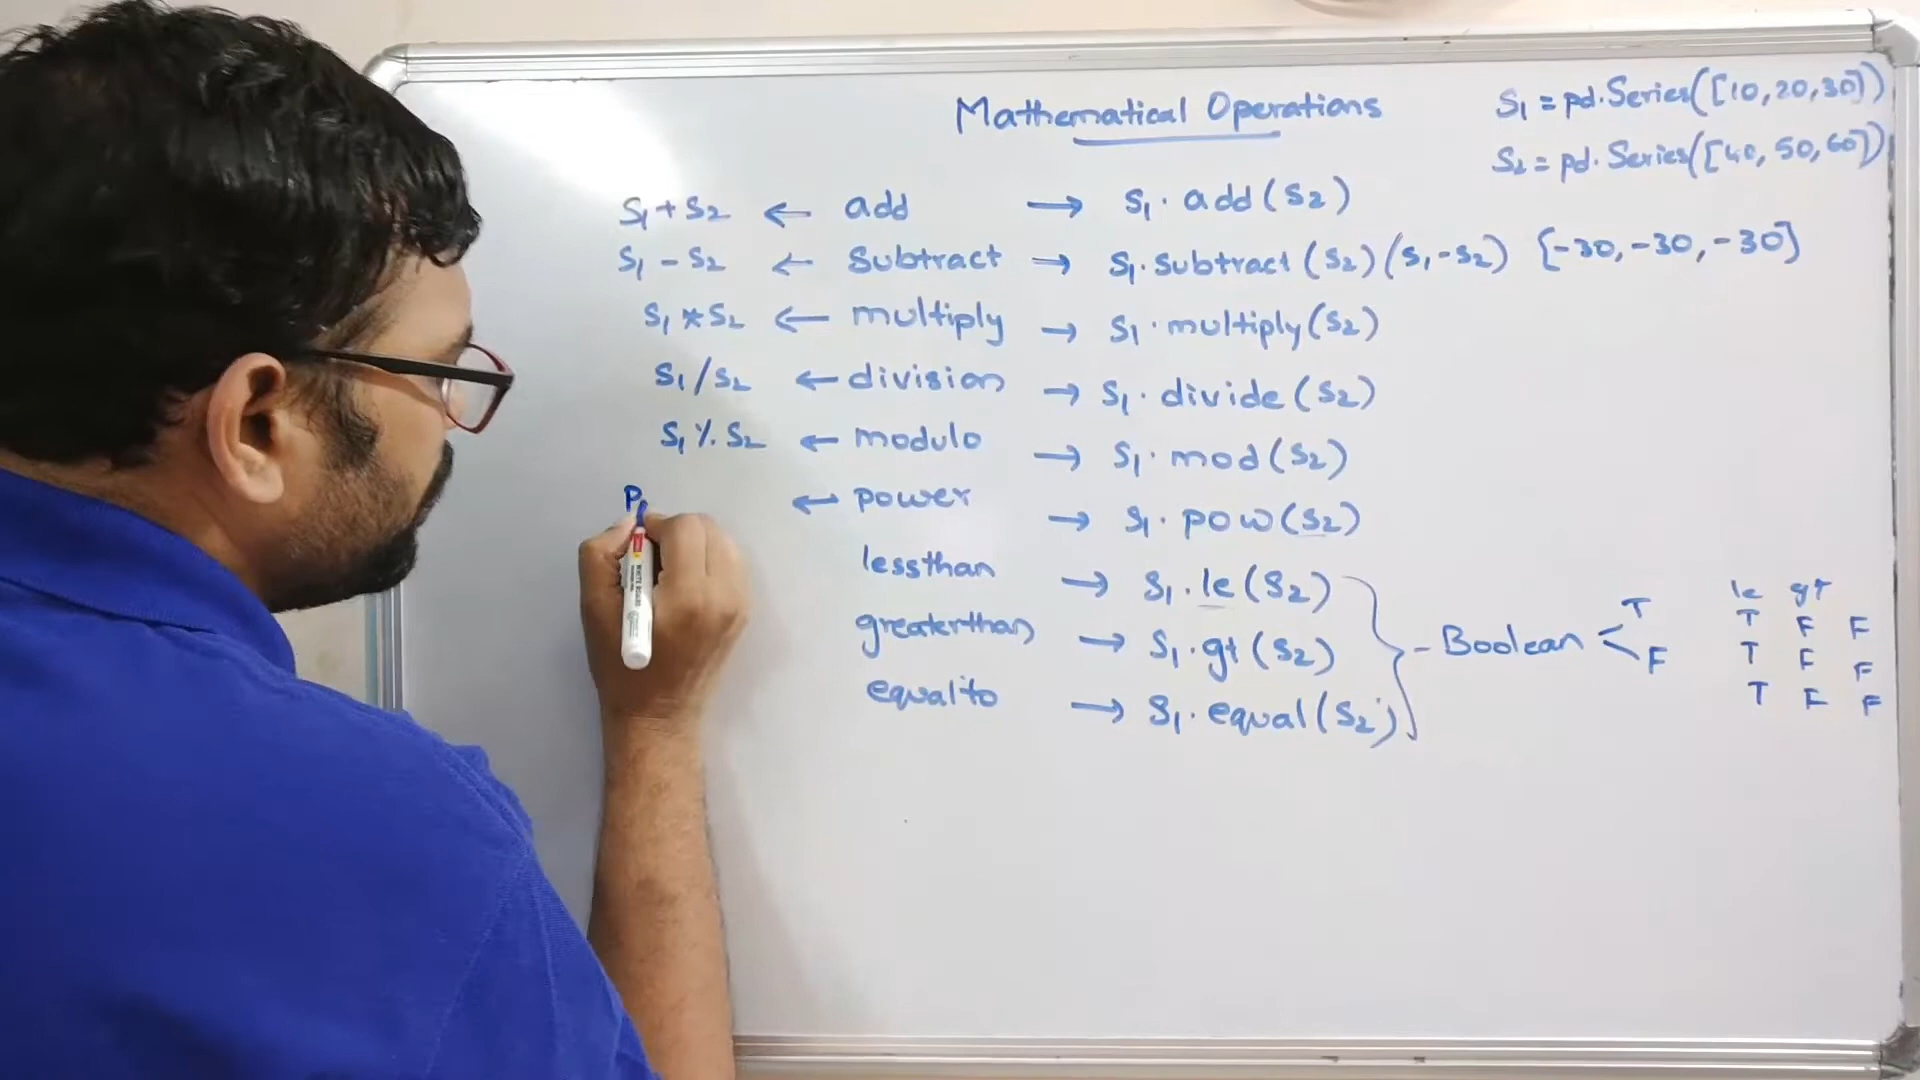 Mathematical Operations
S1 = pd.Series([10,20,30])
S2 = pd.Series([40, 50, 60])
S1 + S2 ← add → S1. add (S2)
S1 - S2 ← Subtract → S1. Subtract (S2) (S1-S2) [-30, -30, -30]
S1 * S2 ← multiply → S1. multiply (S2)
S1 / S2 ← division → S1. divide (S2)
S1 % S2 ← modulo → S1. mod (S2)
P ← power → S1. pow (S2)
lessthan → S1. le (S2)
greaterthan → S1. gt (S2)
equalto → S1. equal (S2)
- Boolean < T
F
le gt
T F F
T F F
T F F